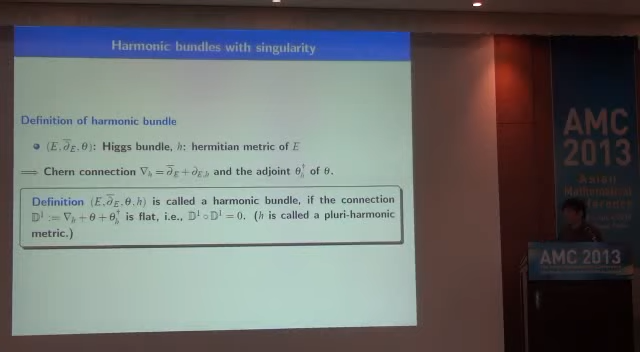 Harmonic bundles with singularity
Definition of harmonic bundle
(E, ∂̄_E, θ): Higgs bundle, h: hermitian metric of E
⟹ Chern connection ∇_h = ∂̄_E + ∂_{E,h} and the adjoint θ_h^† of θ.
Definition (E, ∂̄_E, θ, h) is called a harmonic bundle, if the connection
𝔻¹ := ∇_h + θ + θ_h^† is flat, i.e., 𝔻¹ ∘ 𝔻¹ = 0. (h is called a pluri-harmonic
metric.)
AMC
2013
Asian
Mathematical
Conference
AMC 2013